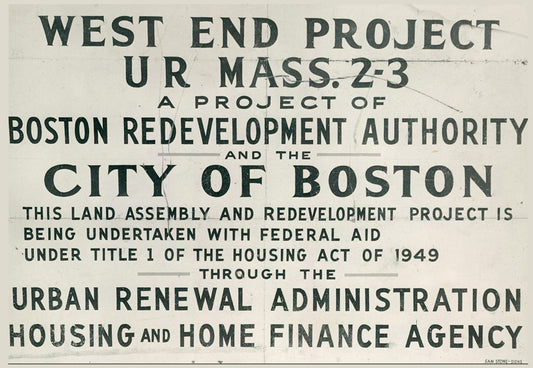 WEST END PROJECT
UR MASS. 2-3
A PROJECT OF
BOSTON REDEVELOPMENT AUTHORITY
AND THE
CITY OF BOSTON
THIS LAND ASSEMBLY AND REDEVELOPMENT PROJECT IS
BEING UNDERTAKEN WITH FEDERAL AID
UNDER TITLE 1 OF THE HOUSING ACT OF 1949
THROUGH THE
URBAN RENEWAL ADMINISTRATION
HOUSING AND HOME FINANCE AGENCY